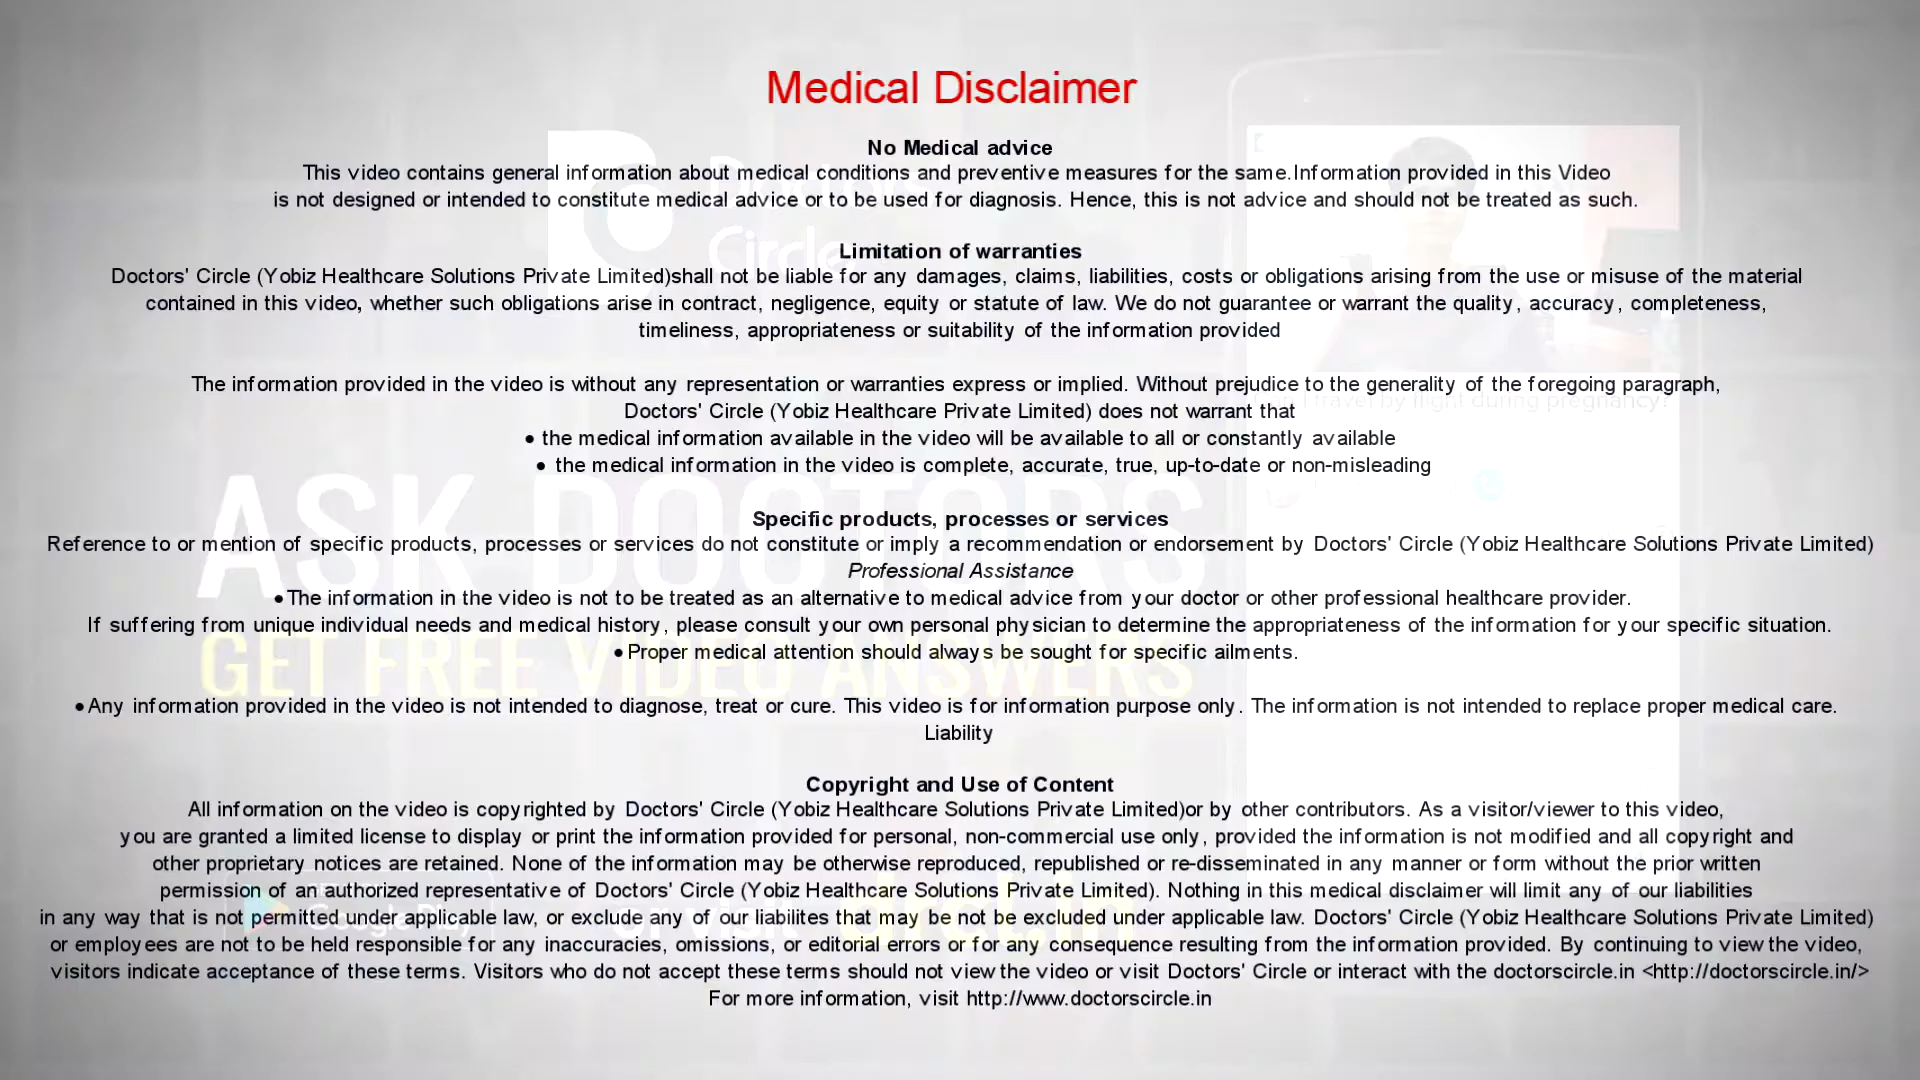 Medical Disclaimer
No Medical advice
This video contains general information about medical conditions and preventive measures for the same.Information provided in this Video
is not designed or intended to constitute medical advice or to be used for diagnosis. Hence, this is not advice and should not be treated as such.
Doctors'
Circle
Limitation of warranties
Doctors' Circle (Yobiz Healthcare Solutions Private Limited)shall not be liable for any damages, claims, liabilities, costs or obligations arising from the use or misuse of the material
contained in this video, whether such obligations arise in contract, negligence, equity or statute of law. We do not guarantee or warrant the quality, accuracy, completeness,
timeliness, appropriateness or suitability of the information provided
The information provided in the video is without any representation or warranties express or implied. Without prejudice to the generality of the foregoing paragraph,
Can I travel by flight during pregnancy?
Doctors' Circle (Yobiz Healthcare Private Limited) does not warrant that
• the medical information available in the video will be available to all or constantly available
• the medical information in the video is complete, accurate, true, up-to-date or non-misleading
ASK DOCTORS
Specific products, processes or services
Reference to or mention of specific products, processes or services do not constitute or imply a recommendation or endorsement by Doctors' Circle (Yobiz Healthcare Solutions Private Limited)
Professional Assistance
•The information in the video is not to be treated as an alternative to medical advice from your doctor or other professional healthcare provider.
If suffering from unique individual needs and medical history, please consult your own personal physician to determine the appropriateness of the information for your specific situation.
•Proper medical attention should always be sought for specific ailments.
GET FREE VIDEO ANSWERS
•Any information provided in the video is not intended to diagnose, treat or cure. This video is for information purpose only. The information is not intended to replace proper medical care.
Liability
Copyright and Use of Content
All information on the video is copyrighted by Doctors' Circle (Yobiz Healthcare Solutions Private Limited)or by other contributors. As a visitor/viewer to this video,
you are granted a limited license to display or print the information provided for personal, non-commercial use only, provided the information is not modified and all copyright and
other proprietary notices are retained. None of the information may be otherwise reproduced, republished or re-disseminated in any manner or form without the prior written
permission of an authorized representative of Doctors' Circle (Yobiz Healthcare Solutions Private Limited). Nothing in this medical disclaimer will limit any of our liabilities
in any way that is not permitted under applicable law, or exclude any of our liabilites that may be not be excluded under applicable law. Doctors' Circle (Yobiz Healthcare Solutions Private Limited)
Google Play
or visit drcl.in
or employees are not to be held responsible for any inaccuracies, omissions, or editorial errors or for any consequence resulting from the information provided. By continuing to view the video,
visitors indicate acceptance of these terms. Visitors who do not accept these terms should not view the video or visit Doctors' Circle or interact with the doctorscircle.in <http://doctorscircle.in/>
For more information, visit http://www.doctorscircle.in